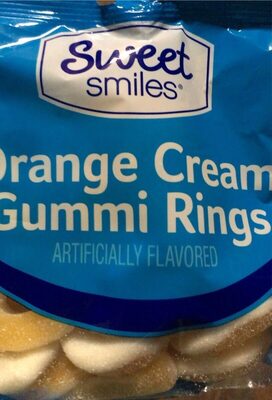 Sweet
smiles®
Orange Cream
Gummi Rings
ARTIFICIALLY FLAVORED